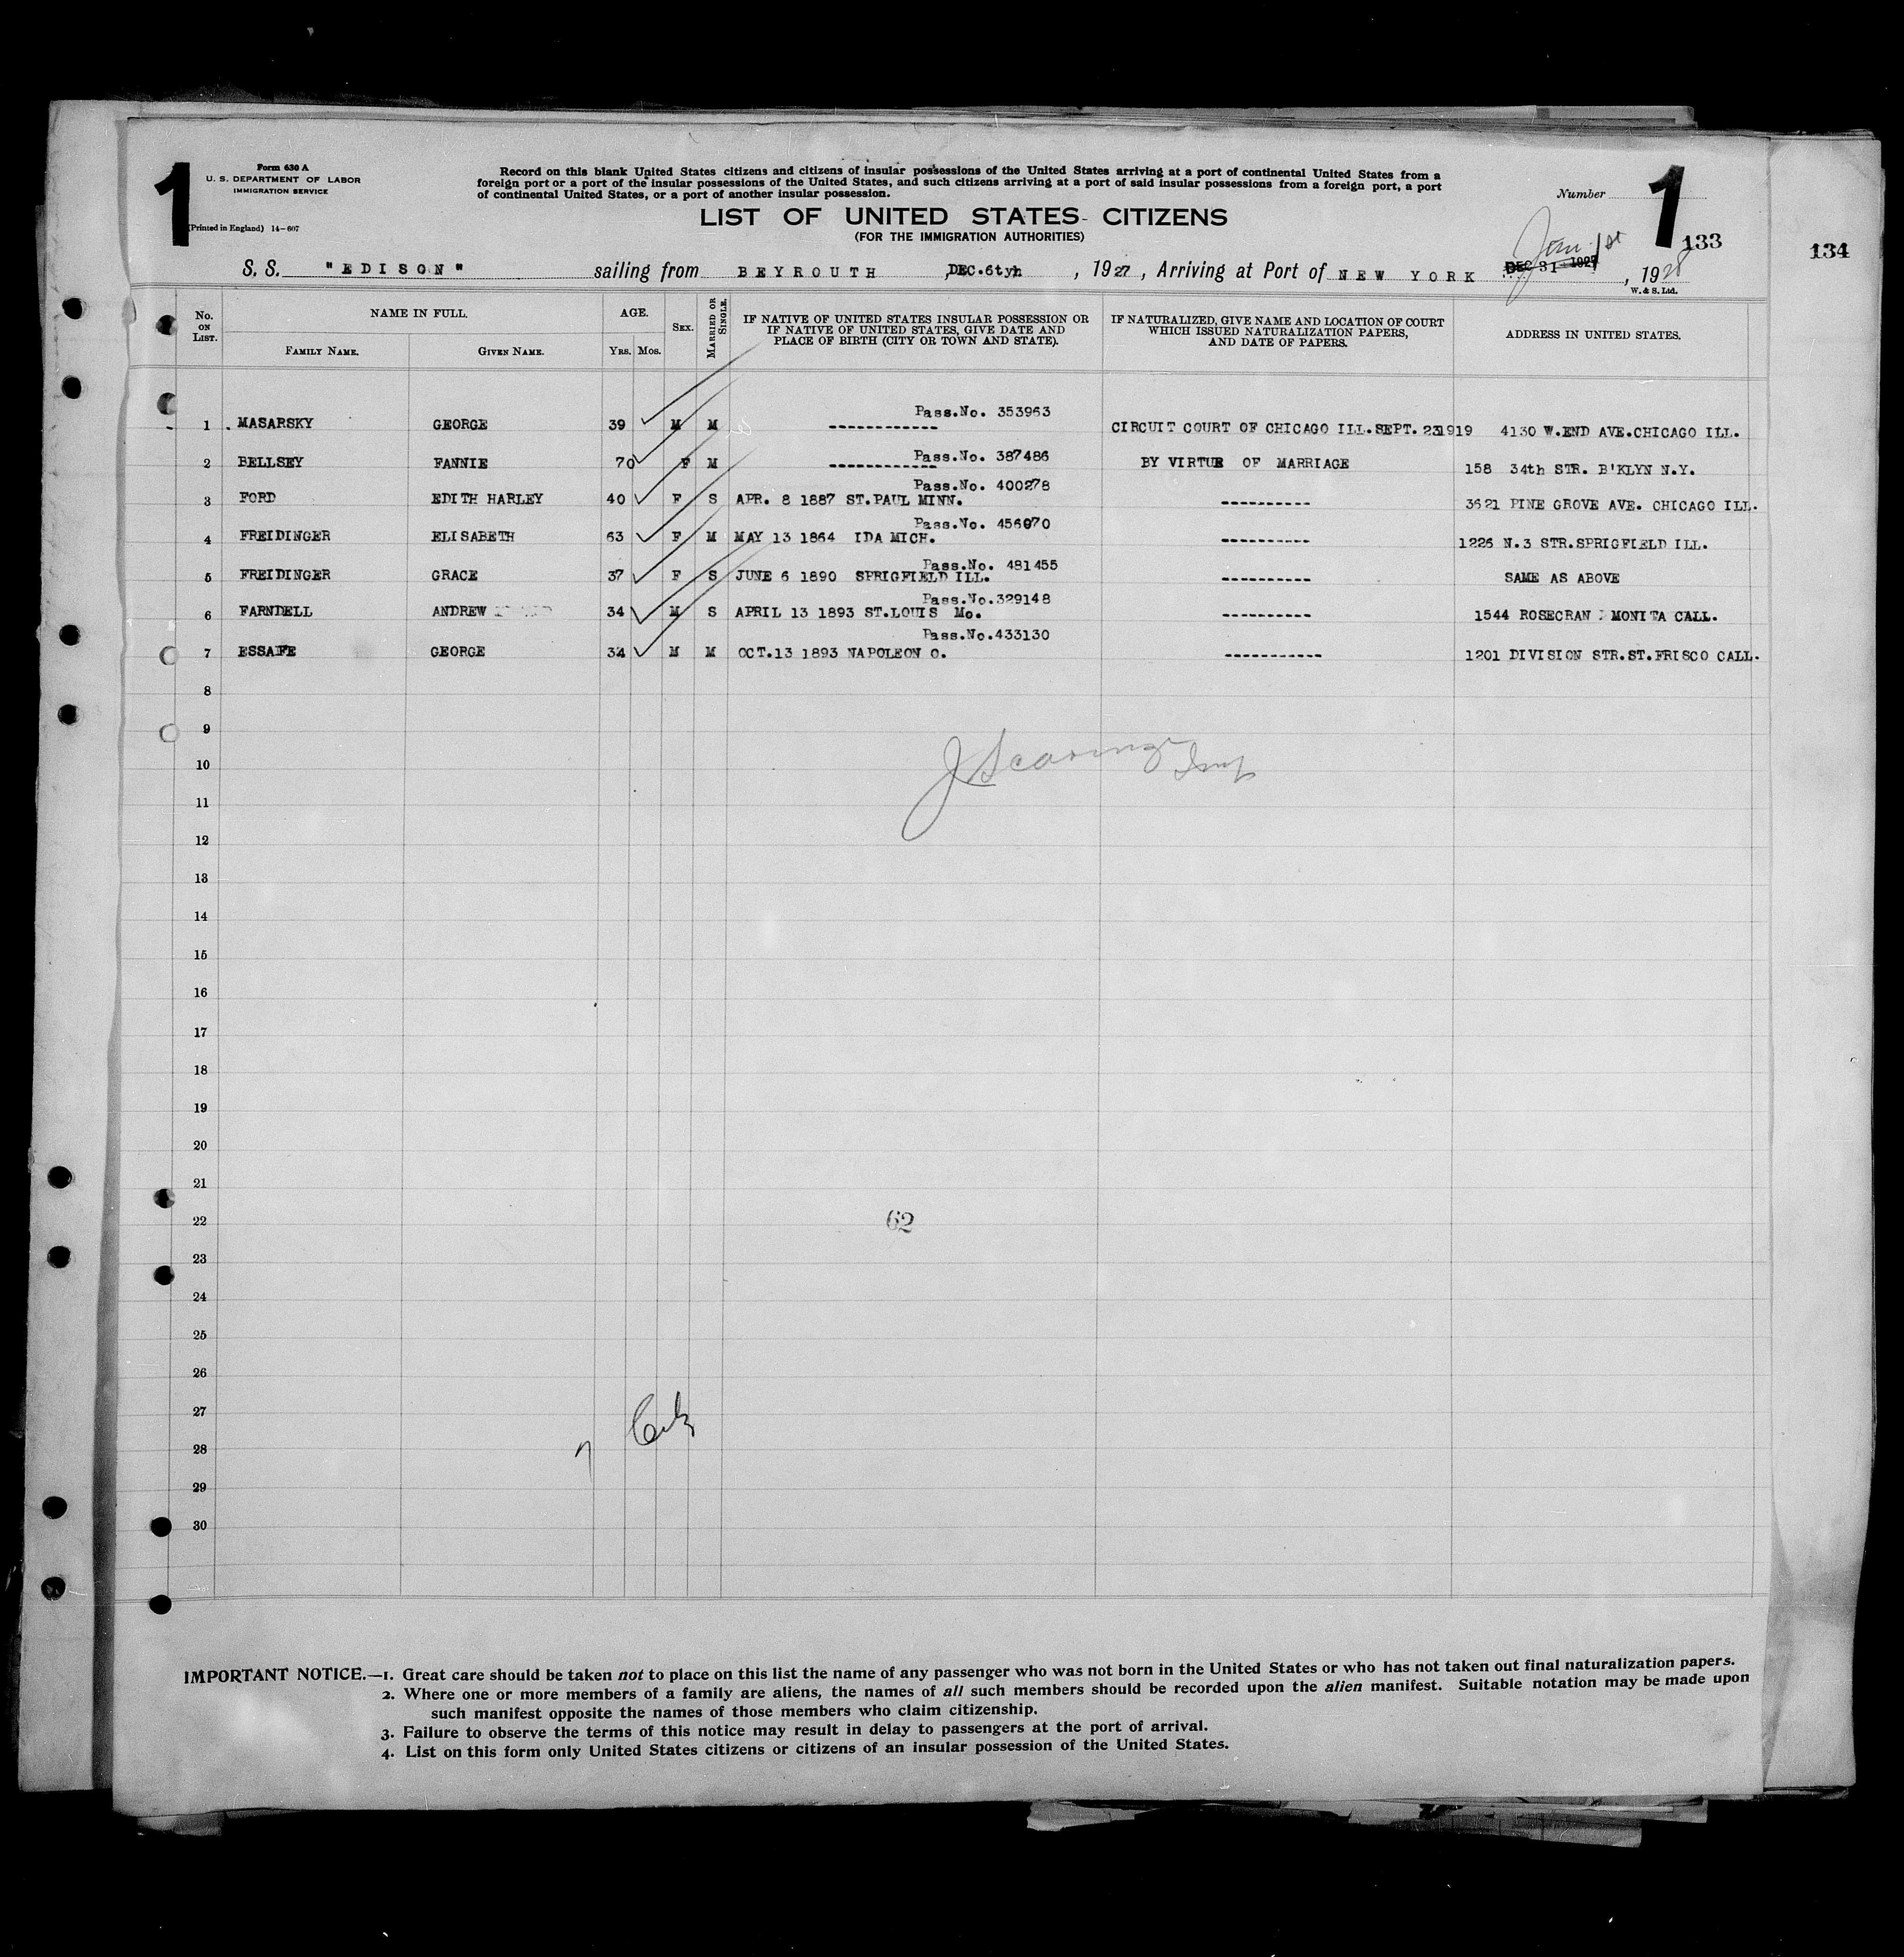 1
Form 630 A
U. S. DEPARTMENT OF LABOR
IMMIGRATION SERVICE
(Printed in England) 14-607
Record on this blank United States citizens and citizens of insular possessions of the United States arriving at a port of continental United States from a
foreign port or a port of the insular possessions of the United States, and such citizens arriving at a port of said insular possessions from a foreign port, a port
of continental United States, or a port of another insular possession.
LIST OF UNITED STATES CITIZENS
(FOR THE IMMIGRATION AUTHORITIES)
Number
1
133
134
Jan. 1st
S. S. "EDISON" sailing from BEYROUTH ,DEC.6tyh , 1927 , Arriving at Port of NEW YORK DEC 31 1927 , 1928
W. & S. Ltd.
No. ON LIST. NAME IN FULL. AGE. SEX. MARRIED OR SINGLE. IF NATIVE OF UNITED STATES INSULAR POSSESSION OR IF NATIVE OF UNITED STATES, GIVE DATE AND PLACE OF BIRTH (CITY OR TOWN AND STATE). IF NATURALIZED, GIVE NAME AND LOCATION OF COURT WHICH ISSUED NATURALIZATION PAPERS, AND DATE OF PAPERS. ADDRESS IN UNITED STATES.
FAMILY NAME. GIVEN NAME. YRS. MOS.
Pass.No. 353963
1 MASARSKY GEORGE 39 M M ------------ CIRCUIT COURT OF CHICAGO ILL.SEPT. 231919 4130 W.END AVE.CHICAGO ILL.
Pass.No. 387486
2 BELLSEY FANNIE 70 F M ------------ BY VIRTUE OF MARRIAGE 158 34th STR. B'KLYN N.Y.
Pass.No. 400278
3 FORD EDITH HARLEY 40 F S APR. 8 1887 ST.PAUL MINN. ---------- 3621 PINE GROVE AVE. CHICAGO ILL.
Pass.No. 456070
4 FREIDINGER ELISABETH 63 F M MAY 13 1864 IDA MICH. ---------- 1226 N.3 STR.SPRIGFIELD ILL.
Pass.No. 481455
5 FREIDINGER GRACE 37 F S JUNE 6 1890 SPRIGFIELD ILL. ---------- SAME AS ABOVE
Pass.No.329148
6 FARNDELL ANDREW 34 M S APRIL 13 1893 ST.LOUIS Mo. ---------- 1544 ROSECRAN MONITA CALL.
Pass.No.433130
7 ESSAFE GEORGE 34 M M OCT.13 1893 NAPOLEON O. ----------- 1201 DIVISION STR.ST.FRISCO CALL.
8
9
10
11
12
13
14
15
16
17
18
19
20
21
22
62
23
24
25
26
27
28
7
29
30
IMPORTANT NOTICE.—1. Great care should be taken not to place on this list the name of any passenger who was not born in the United States or who has not taken out final naturalization papers.
2. Where one or more members of a family are aliens, the names of all such members should be recorded upon the alien manifest. Suitable notation may be made upon
such manifest opposite the names of those members who claim citizenship.
3. Failure to observe the terms of this notice may result in delay to passengers at the port of arrival.
4. List on this form only United States citizens or citizens of an insular possession of the United States.